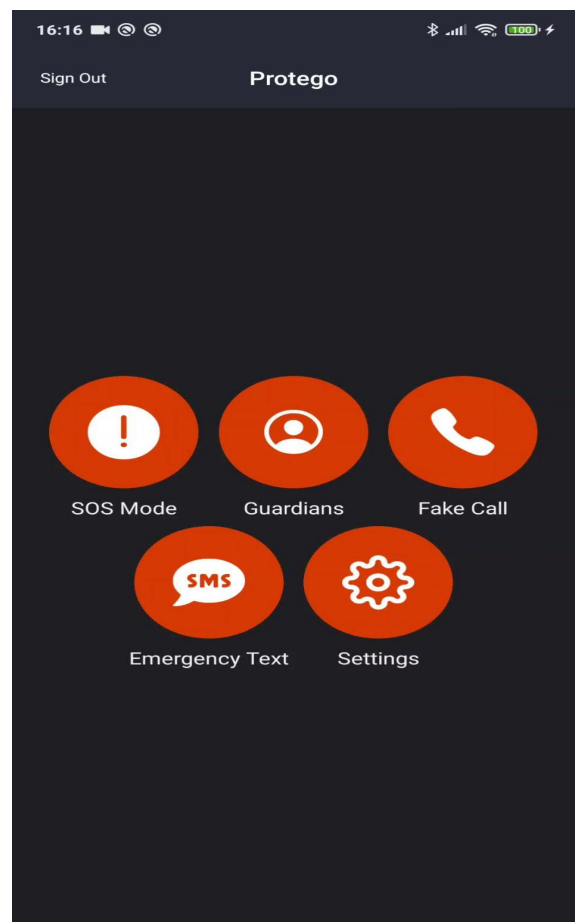 16:16 100
Sign Out Protego
SOS Mode Guardians Fake Call
SMS
Emergency Text Settings